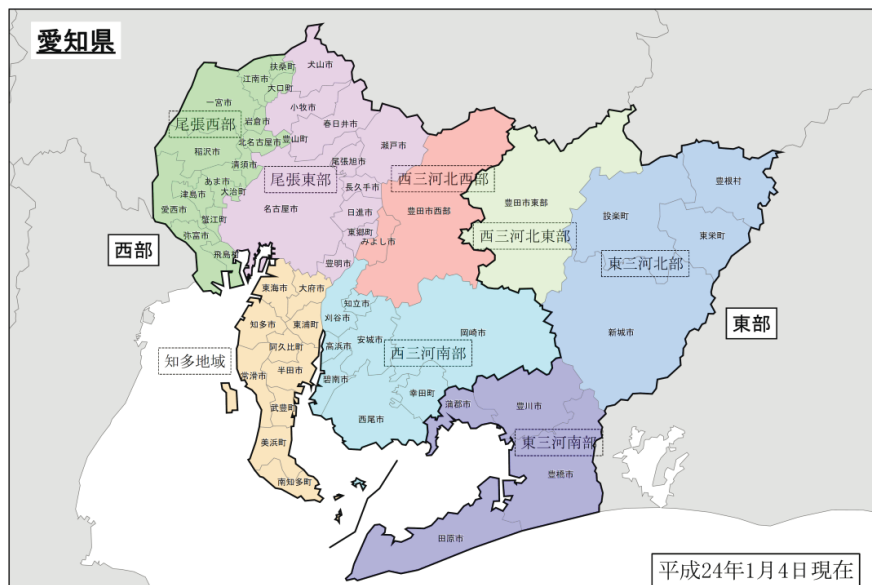 愛知県
扶桑町
犬山市
江南市
大口町
一宮市
小牧市
岩倉市
尾張西部
春日井市
豊山町
北名古屋市
瀬戸市
稲沢市
清須市
尾張旭市
あま市
尾張東部
西三河北西部
豊根村
津島市
大治町
長久手市
愛西市
名古屋市
豊田市西部
豊田市東部
設楽町
蟹江町
日進市
弥富市
東郷町
みよし市
西三河北東部
東栄町
西部
飛島村
豊明市
東三河北部
東海市
大府市
知立市
知多市
東浦町
刈谷市
岡崎市
新城市
東部
安城市
阿久比町
高浜市
西三河南部
知多地域
常滑市
半田市
碧南市
幸田町
武豊町
蒲郡市
豊川市
西尾市
美浜町
東三河南部
豊橋市
南知多町
田原市
平成24年1月4日現在